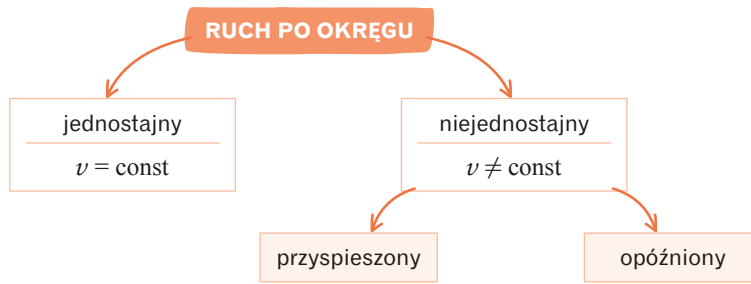 RUCH PO OKRĘGU
jednostajny
v = const
niejednostajny
v ≠ const
przyspieszony
opóźniony